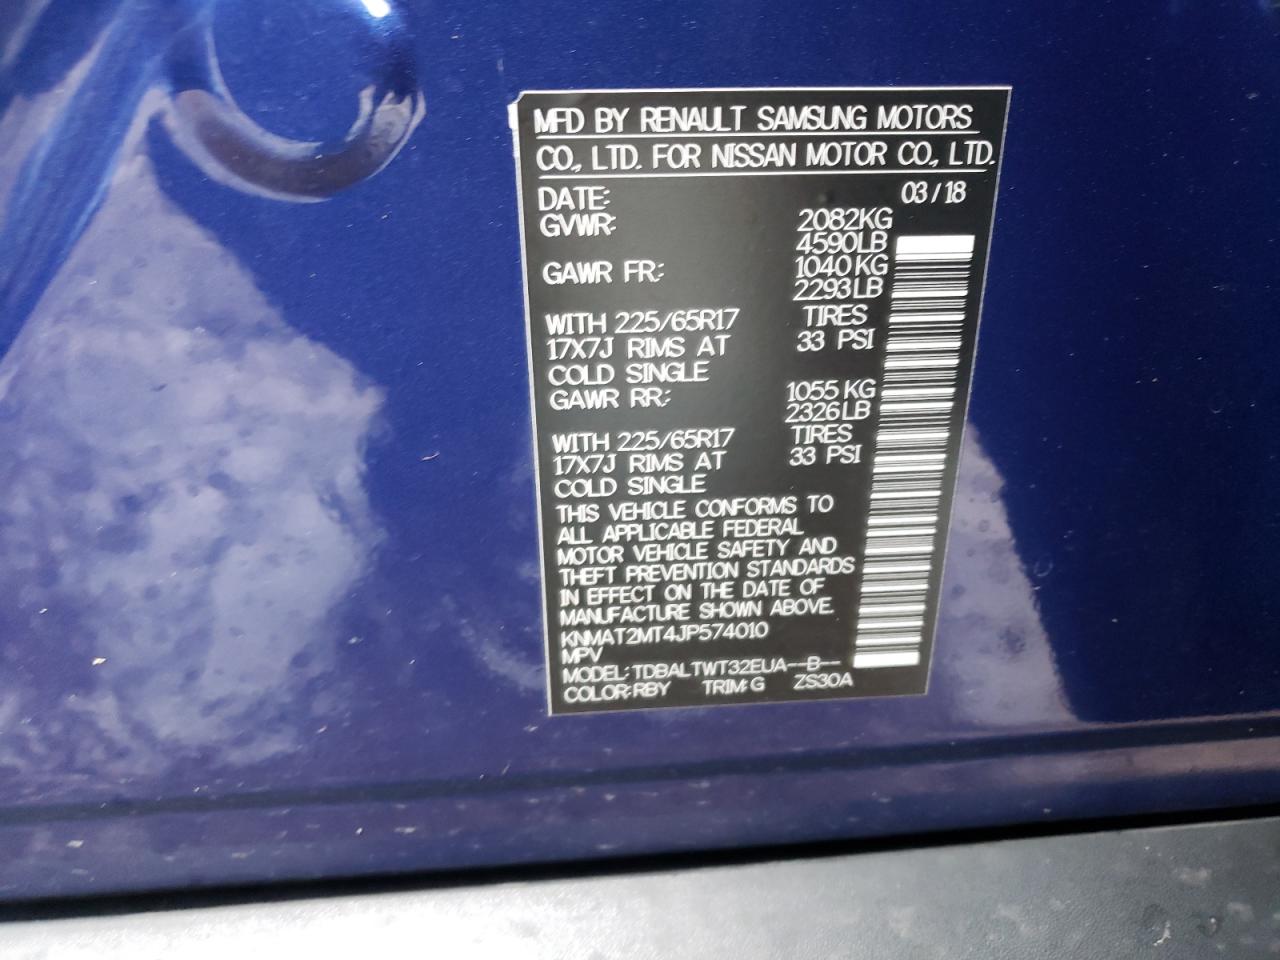 MFD BY RENAULT SAMSUNG MOTORS
CO., LTD. FOR NISSAN MOTOR CO., LTD.
DATE: 03/18
GVWR: 2082KG
4590LB
GAWR FR: 1040KG
2293LB
WITH 225/65R17 TIRES
17X7J RIMS AT 33 PSI
COLD SINGLE
GAWR RR: 1055KG
2326LB
WITH 225/65R17 TIRES
17X7J RIMS AT 33 PSI
COLD SINGLE
THIS VEHICLE CONFORMS TO
ALL APPLICABLE FEDERAL
MOTOR VEHICLE SAFETY AND
THEFT PREVENTION STANDARDS
IN EFFECT ON THE DATE OF
MANUFACTURE SHOWN ABOVE.
KNMAT2MT4JP574010
MPV
MODEL: TDBALTWT32EUA--B--
COLOR:RBY TRIM:G ZS30A